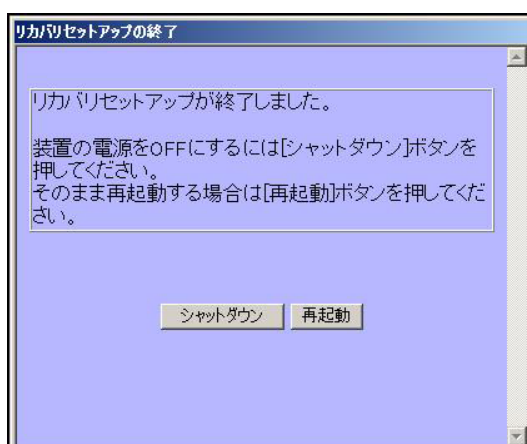 リカバリセットアップの終了
リカバリセットアップが終了しました。
装置の電源をOFFにするには[シャットダウン]ボタンを
押してください。
そのまま再起動する場合は[再起動]ボタンを押してくだ
さい。
シャットダウン
再起動